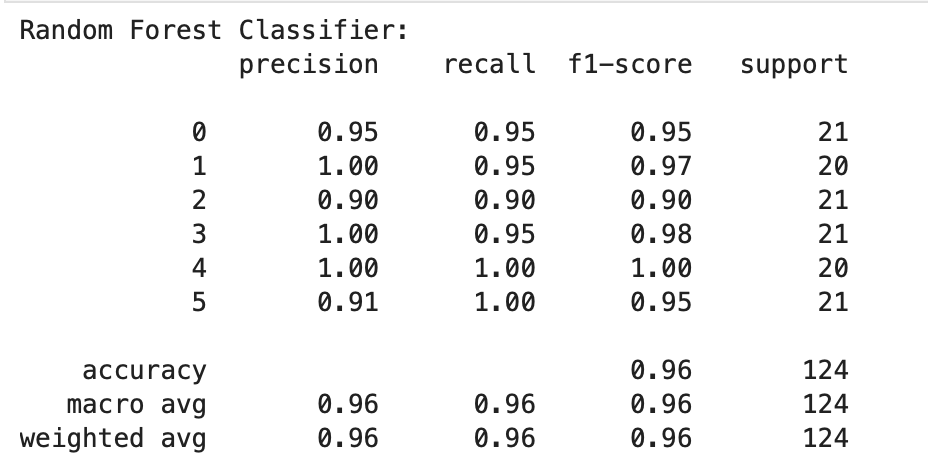 Random Forest Classifier:
precision recall f1-score support
0 0.95 0.95 0.95 21
1 1.00 0.95 0.97 20
2 0.90 0.90 0.90 21
3 1.00 0.95 0.98 21
4 1.00 1.00 1.00 20
5 0.91 1.00 0.95 21
accuracy 0.96 124
macro avg 0.96 0.96 0.96 124
weighted avg 0.96 0.96 0.96 124